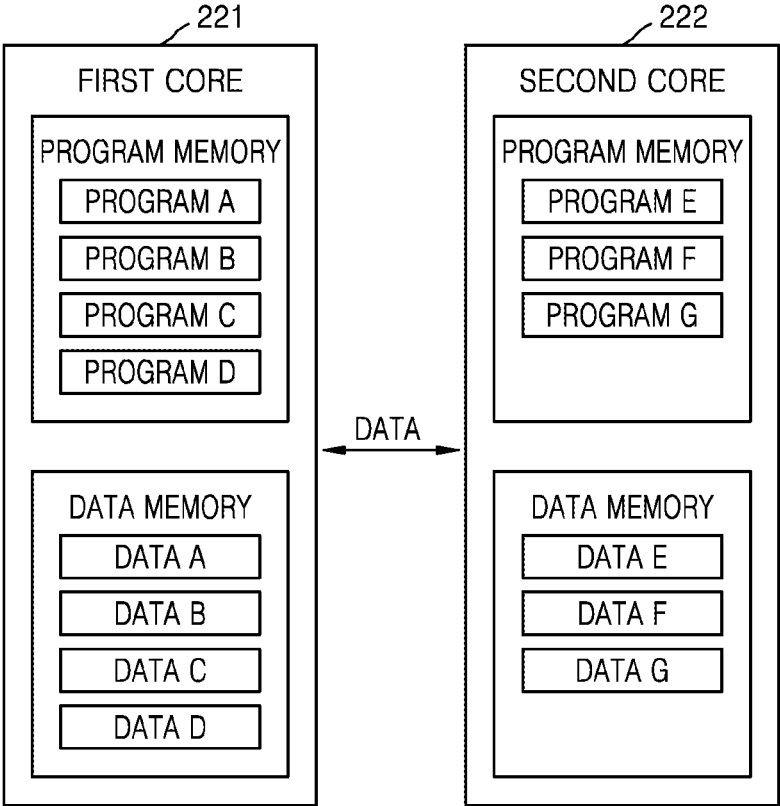 221
FIRST CORE
PROGRAM MEMORY
PROGRAM A
PROGRAM B
PROGRAM C
PROGRAM D
DATA MEMORY
DATA A
DATA B
DATA C
DATA D
DATA
222
SECOND CORE
PROGRAM MEMORY
PROGRAM E
PROGRAM F
PROGRAM G
DATA MEMORY
DATA E
DATA F
DATA G